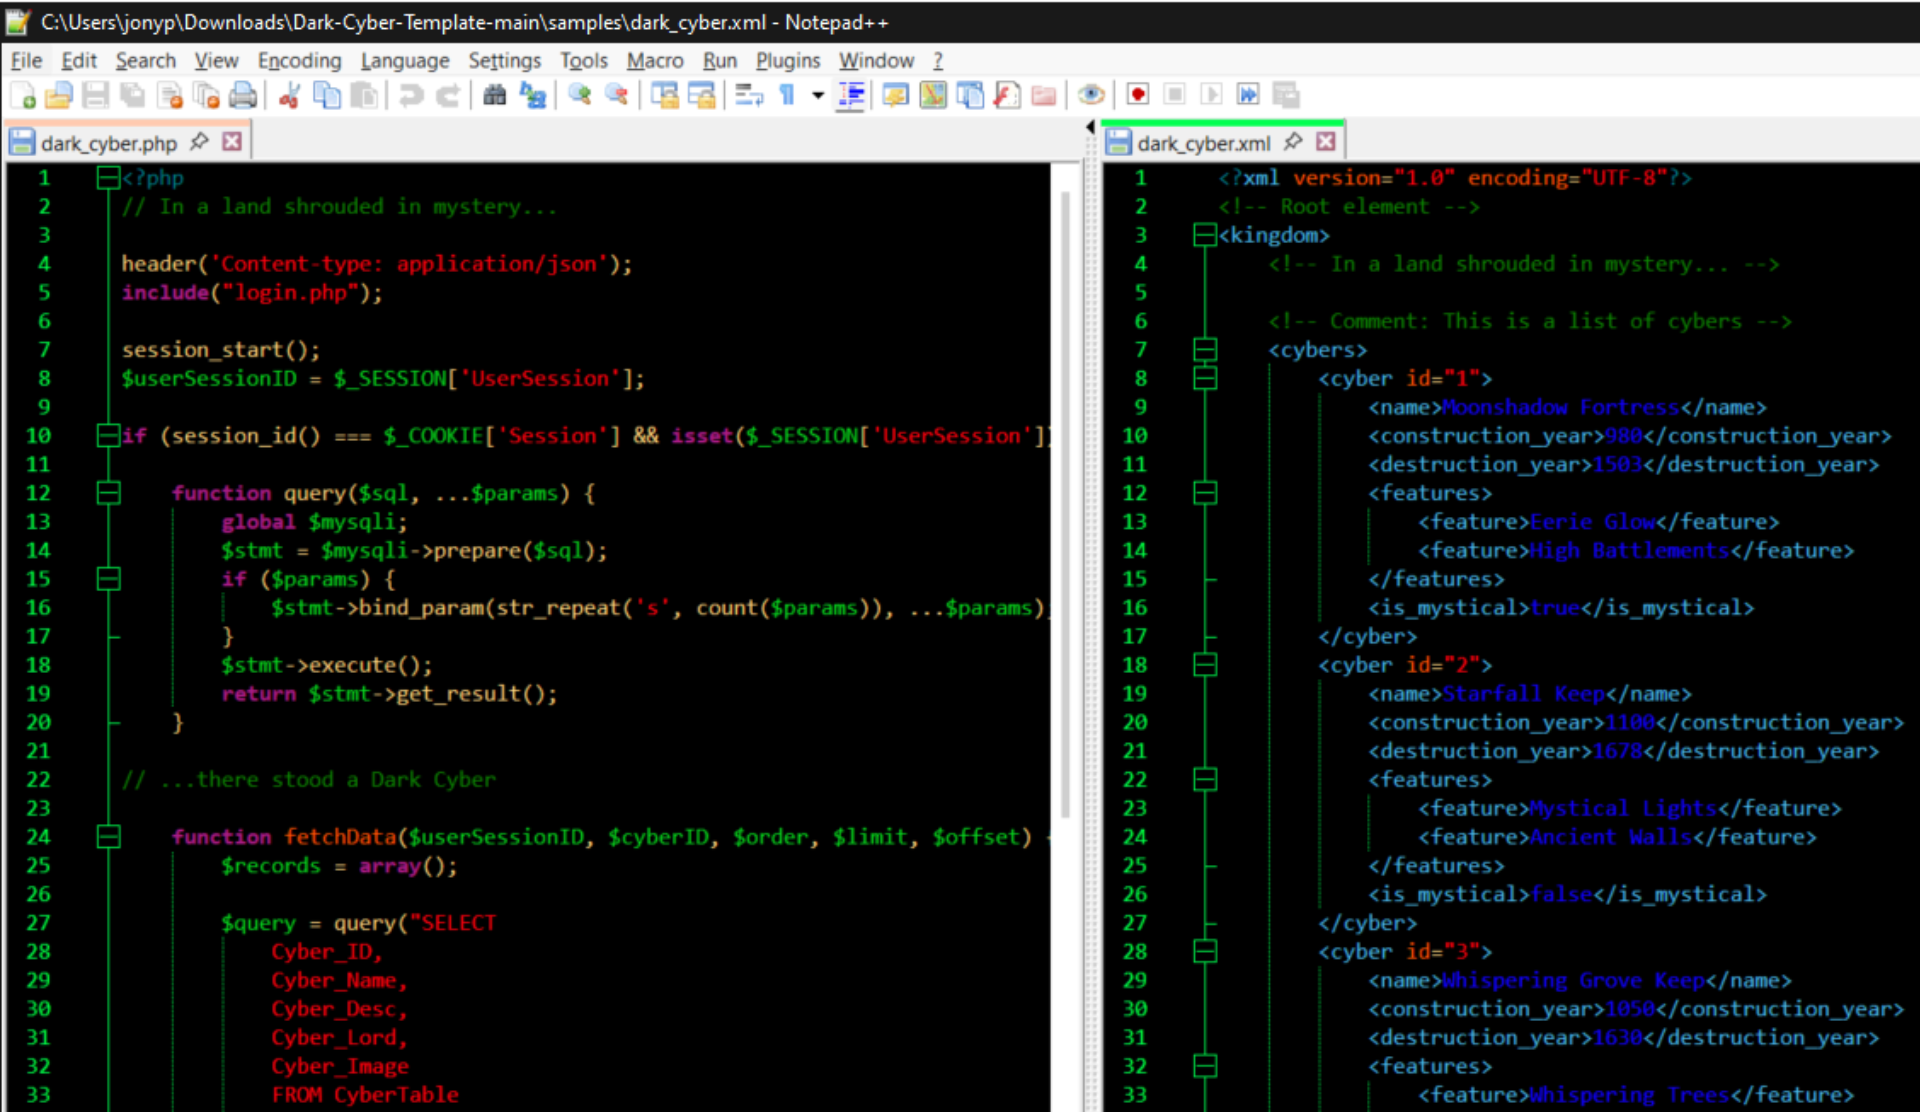 C:\Users\jonyp\Downloads\Dark-Cyber-Template-main\samples\dark_cyber.xml - Notepad++
File Edit Search View Encoding Language Settings Tools Macro Run Plugins Window ?
dark_cyber.php
1 <?php
2 // In a land shrouded in mystery...
3
4 header('Content-type: application/json');
5 include("login.php");
6
7 session_start();
8 $userSessionID = $_SESSION['UserSession'];
9
10 if (session_id() === $_COOKIE['Session'] && isset($_SESSION['UserSession'])
11
12     function query($sql, ...$params) {
13         global $mysqli;
14         $stmt = $mysqli->prepare($sql);
15         if ($params) {
16             $stmt->bind_param(str_repeat('s', count($params)), ...$params)
17         }
18         $stmt->execute();
19         return $stmt->get_result();
20     }
21
22 // ...there stood a Dark Cyber
23
24     function fetchData($userSessionID, $cyberID, $order, $limit, $offset)
25         $records = array();
26
27         $query = query("SELECT
28             Cyber_ID,
29             Cyber_Name,
30             Cyber_Desc,
31             Cyber_Lord,
32             Cyber_Image
33             FROM CyberTable
dark_cyber.xml
1 <?xml version="1.0" encoding="UTF-8"?>
2 <!-- Root element -->
3 <kingdom>
4     <!-- In a land shrouded in mystery... -->
5
6     <!-- Comment: This is a list of cybers -->
7     <cybers>
8         <cyber id="1">
9             <name>Moonshadow Fortress</name>
10             <construction_year>980</construction_year>
11             <destruction_year>1503</destruction_year>
12             <features>
13                 <feature>Eerie Glow</feature>
14                 <feature>High Battlements</feature>
15             </features>
16             <is_mystical>true</is_mystical>
17         </cyber>
18         <cyber id="2">
19             <name>Starfall Keep</name>
20             <construction_year>1100</construction_year>
21             <destruction_year>1678</destruction_year>
22             <features>
23                 <feature>Mystical Lights</feature>
24                 <feature>Ancient Walls</feature>
25             </features>
26             <is_mystical>false</is_mystical>
27         </cyber>
28         <cyber id="3">
29             <name>Whispering Grove Keep</name>
30             <construction_year>1050</construction_year>
31             <destruction_year>1630</destruction_year>
32             <features>
33                 <feature>Whispering Trees</feature>